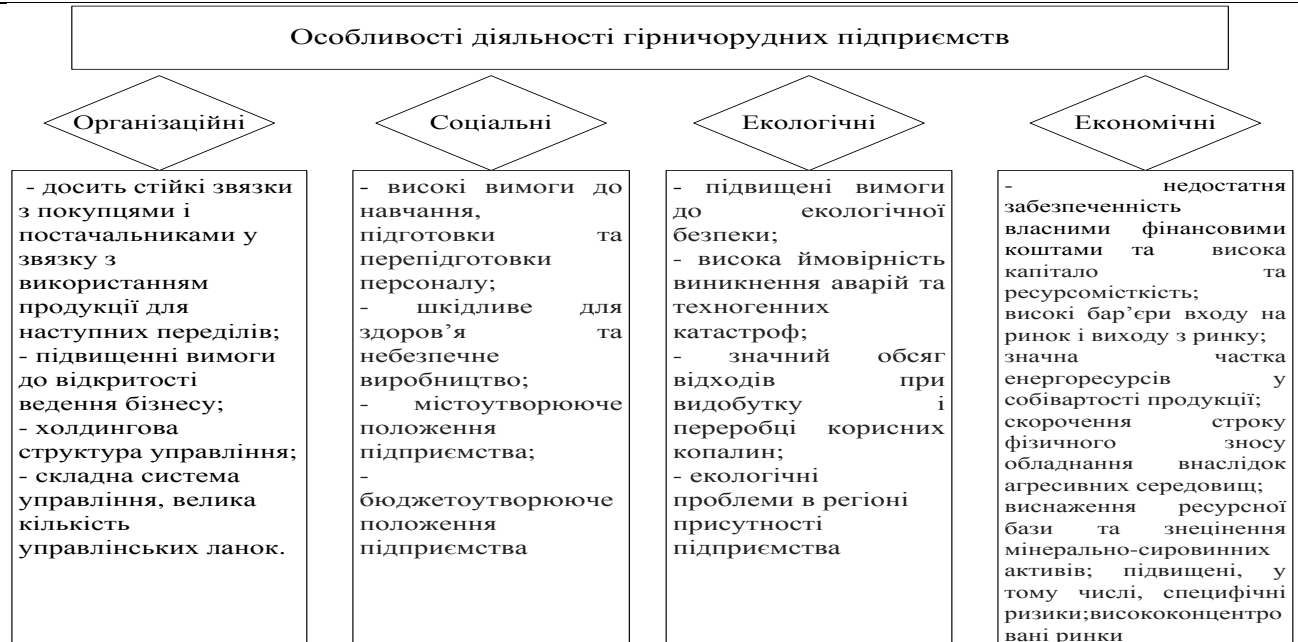 Особливості діяльності гірничорудних підприємств
Організаційні
- досить стійкі звязки
з покупцями і
постачальниками у
звязку з
використанням
продукції для
наступних переділів;
- підвищенні вимоги
до відкритості
ведення бізнесу;
- холдингова
структура управління;
- складна система
управління, велика
кількість
управлінських ланок.
Соціальні
- високі вимоги до
навчання,
підготовки та
перепідготовки
персоналу;
- шкідливе для
здоров’я та
небезпечне
виробництво;
- містоутворююче
положення
підприємства;
-
бюджетоутворююче
положення
підприємства
Екологічні
- підвищені вимоги
до екологічної
безпеки;
- висока ймовірність
виникнення аварій та
техногенних
катастроф;
- значний обсяг
відходів при
видобутку і
переробці корисних
копалин;
- екологічні
проблеми в регіоні
присутності
підприємства
Економічні
- недостатня
забезпеченність
власними фінансовими
коштами та висока
капітало та
ресурсомісткість;
високі бар’єри входу на
ринок і виходу з ринку;
значна частка
енергоресурсів у
собівартості продукції;
скорочення строку
фізичного зносу
обладнання внаслідок
агресивних середовищ;
виснаження ресурсної
бази та знецінення
мінерально-сировинних
активів; підвищені, у
тому числі, специфічні
ризики;висококонцентро
вані ринки